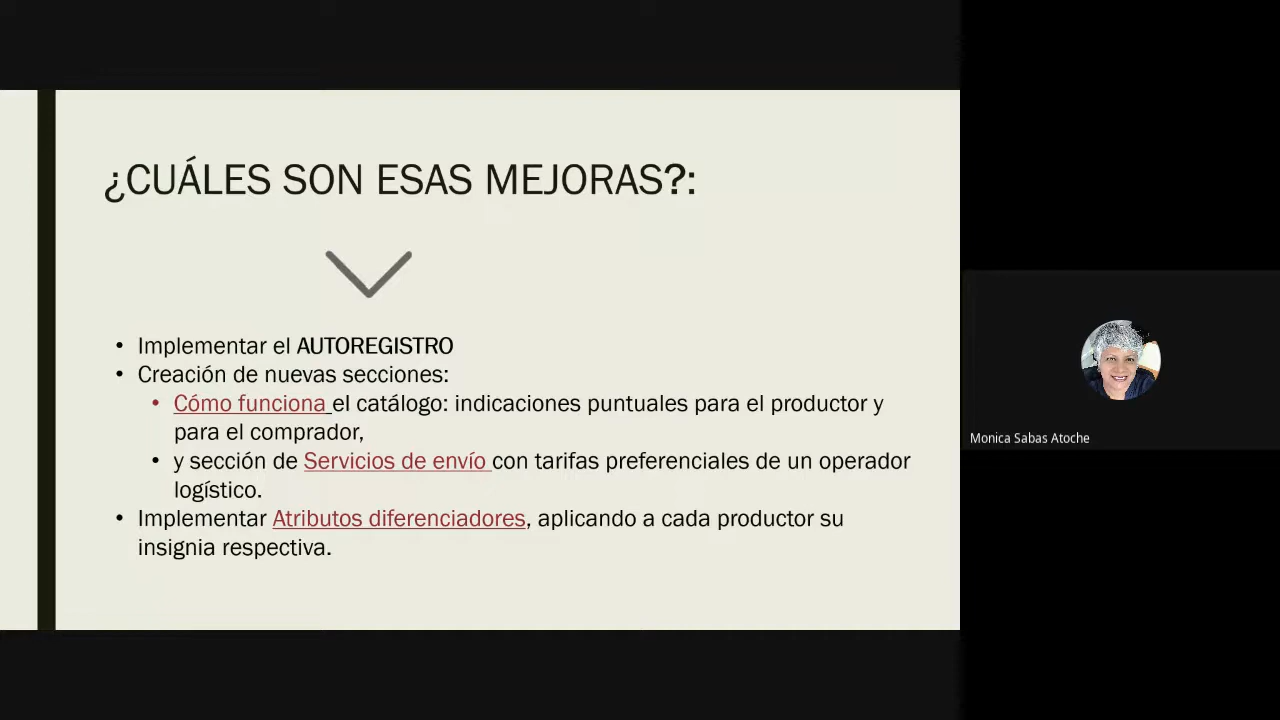 ¿CUÁLES SON ESAS MEJORAS?:
• Implementar el AUTOREGISTRO
• Creación de nuevas secciones:
• Cómo funciona el catálogo: indicaciones puntuales para el productor y
para el comprador,
• y sección de Servicios de envío con tarifas preferenciales de un operador
logístico.
• Implementar Atributos diferenciadores, aplicando a cada productor su
insignia respectiva.
Monica Sabas Atoche